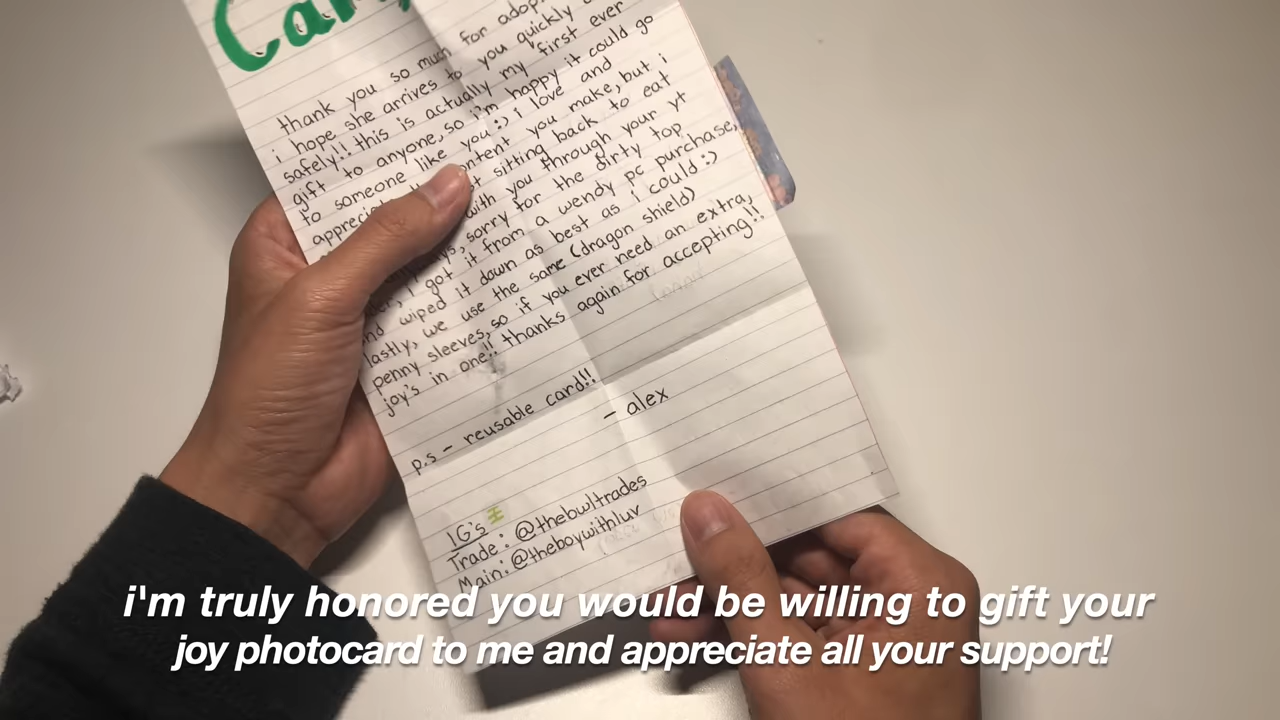 Car
thank you so much for adop
i hope she arrives to you quickly
safely!! this is actually my first ever
gift to anyone, so i'm happy it could go
to someone like you:) i love and
appreciat ontent you make, but i
sitting back to eat
with you through your yt
sorry for the dirty top
i got it from a wendy pc purchase,
and wiped it down as best as i could:)
lastly, we use the same (dragon shield)
penny sleeves, so if you ever need an extra,
joy's in one!! thanks again for accepting!!
p.s - reusable card!!
- alex
IG's
Trade: @thebwltrades
Main: @theboywithluv
i'm truly honored you would be willing to gift your
joy photocard to me and appreciate all your support!